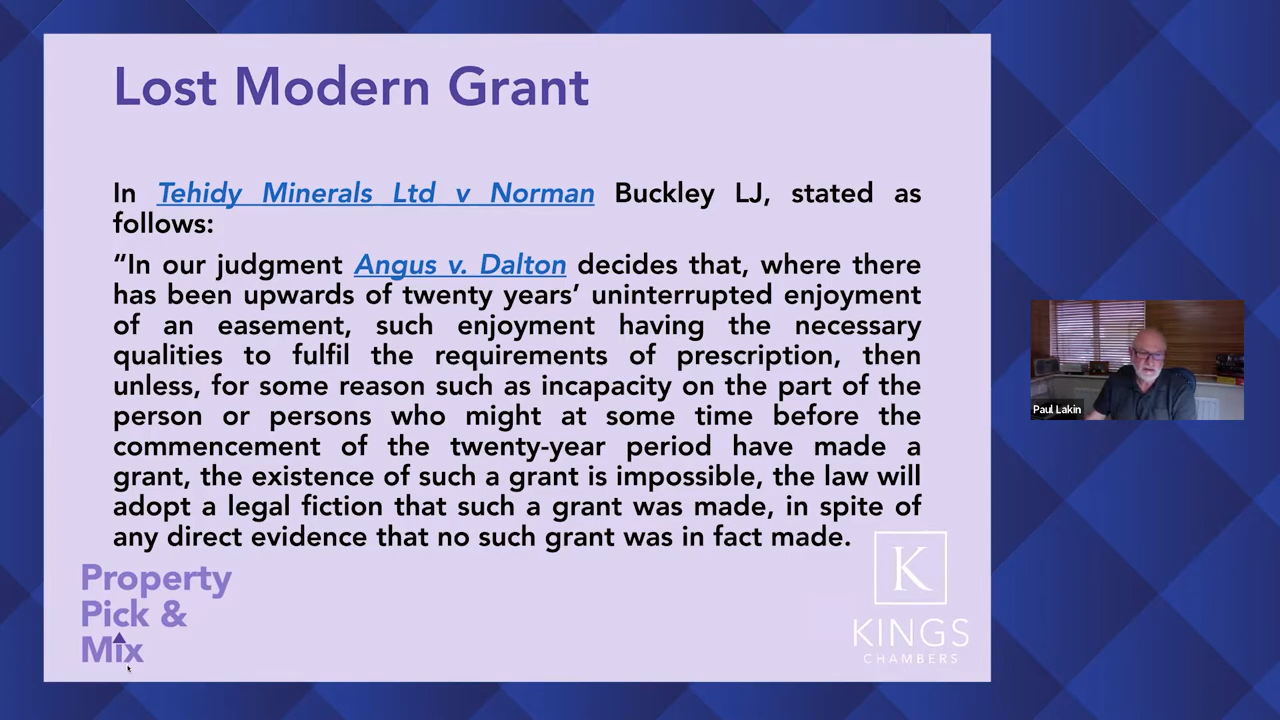 Lost Modern Grant
In Tehidy Minerals Ltd v Norman Buckley LJ, stated as
follows:
“In our judgment Angus v. Dalton decides that, where there
has been upwards of twenty years’ uninterrupted enjoyment
of an easement, such enjoyment having the necessary
qualities to fulfil the requirements of prescription, then
unless, for some reason such as incapacity on the part of the
person or persons who might at some time before the
commencement of the twenty-year period have made a
grant, the existence of such a grant is impossible, the law will
adopt a legal fiction that such a grant was made, in spite of
any direct evidence that no such grant was in fact made.
Property
Pick &
Mix
K
KINGS
CHAMBERS
Paul Lakin